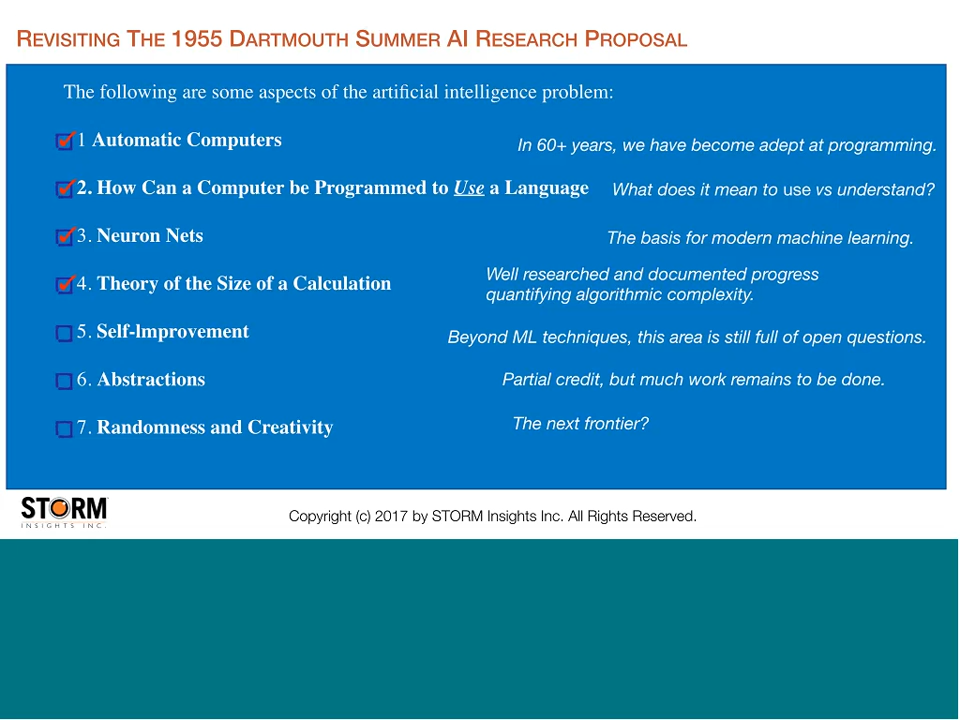 REVISITING THE 1955 DARTMOUTH SUMMER AI RESEARCH PROPOSAL
The following are some aspects of the artificial intelligence problem:
1 Automatic Computers
In 60+ years, we have become adept at programming.
2. How Can a Computer be Programmed to Use a Language
What does it mean to use vs understand?
3. Neuron Nets
The basis for modern machine learning.
4. Theory of the Size of a Calculation
Well researched and documented progress
quantifying algorithmic complexity.
5. Self-lmprovement
Beyond ML techniques, this area is still full of open questions.
6. Abstractions
Partial credit, but much work remains to be done.
7. Randomness and Creativity
The next frontier?
STORM
INSIGHTS INC.
Copyright (c) 2017 by STORM Insights Inc. All Rights Reserved.